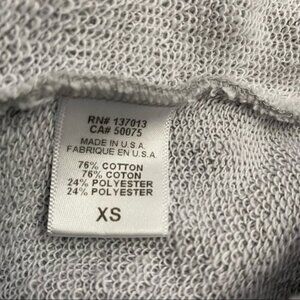 RN# 137013
CA# 50075
MADE IN U.S.A
FABRIQUE EN U.S.A
76% COTTON
76% COTON
24% POLYESTER
24% POLYESTER
XS